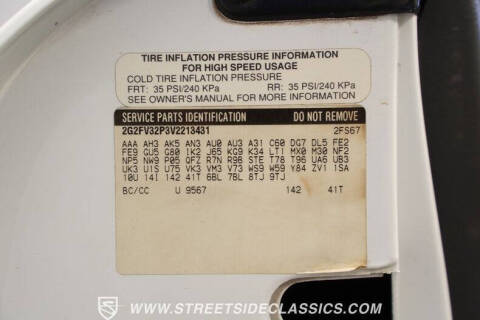 TIRE INFLATION PRESSURE INFORMATION
FOR HIGH SPEED USAGE
COLD TIRE INFLATION PRESSURE
FRT: 35 PSI/240 KPa RR: 35 PSI/240 KPa
SEE OWNER'S MANUAL FOR MORE INFORMATION
SERVICE PARTS IDENTIFICATION DO NOT REMOVE
2G2FV32P3V2213431 2FS67
AAA AH3 AK5 AN3 AU0 AU3 A31 C60 DG7 DL5 FE2
FE9 GU5 G80 IK2 J65 KG9 K34 LT1 MX0 M30 NF2
NP5 NW9 P05 QFZ R7N R9B STE T78 T96 UA6 UB3
UK3 U1S U75 VK3 VM3 V73 WS9 W59 Y84 ZV1 1SA
10U 14I 142 41T 6BL 7BL 8TJ 9TJ
BC/CC U 9567 142 41T
WWW.STREETSIDECLASSICS.COM